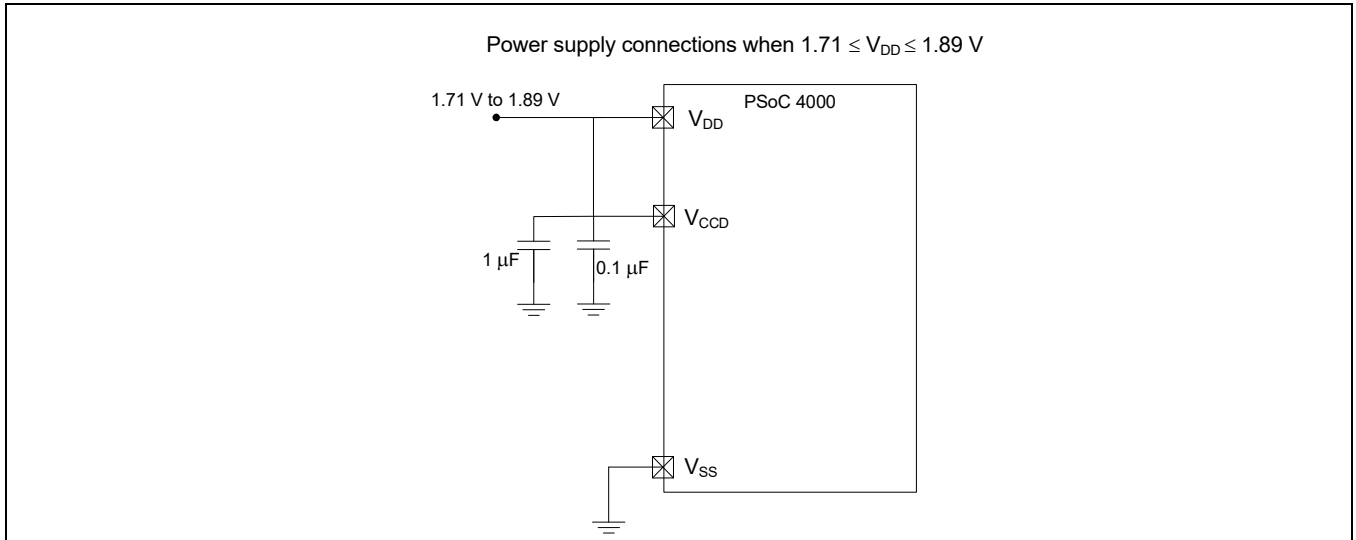 Power supply connections when 1.71 ≤ VDD ≤ 1.89 V
1.71 V to 1.89 V
PSoC 4000
VDD
VCCD
1 μF
0.1 μF
VSS